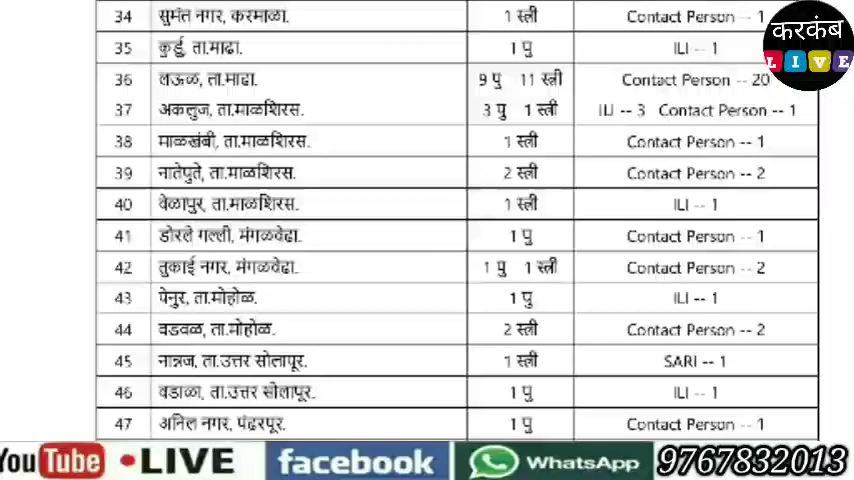 34 सुमंत नगर, करमाळा. 1 स्त्री Contact Person -- 1
35 कुर्डु, ता.माढा. 1 पु ILI -- 1
36 लऊळ, ता.माढा. 9 पु 11 स्त्री Contact Person -- 20
37 अकलुज, ता.माळशिरस. 3 पु 1 स्त्री ILI -- 3 Contact Person -- 1
38 माळखंबी, ता.माळशिरस. 1 स्त्री Contact Person -- 1
39 नातेपुते, ता.माळशिरस. 2 स्त्री Contact Person -- 2
40 वेळापुर, ता.माळशिरस. 1 स्त्री ILI -- 1
41 डोरले गल्ली, मंगळवेढा. 1 पु Contact Person -- 1
42 तुकाई नगर, मंगळवेढा. 1 पु 1 स्त्री Contact Person -- 2
43 पेनुर, ता.मोहोळ. 1 पु ILI -- 1
44 वडवळ, ता.मोहोळ. 2 स्त्री Contact Person -- 2
45 नान्नज, ता.उत्तर सोलापूर. 1 स्त्री SARI -- 1
46 वडाळा, ता.उत्तर सोलापूर. 1 पु ILI -- 1
47 अनिल नगर, पंढरपूर. 1 पु Contact Person -- 1
करकंब
LIVE
You Tube LIVE facebook WhatsApp 9767832013